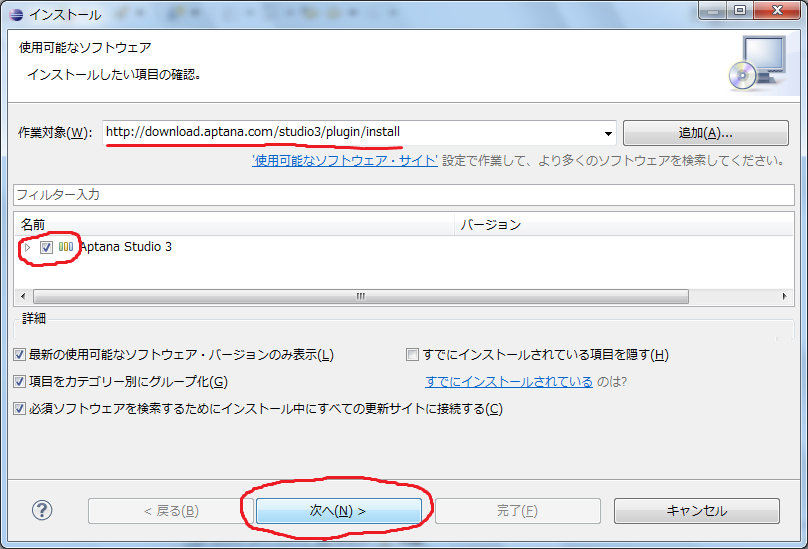 インストール
使用可能なソフトウェア
インストールしたい項目の確認。
作業対象(W): http://download.aptana.com/studio3/plugin/install 追加(A)...
'使用可能なソフトウェア・サイト' 設定で作業して、より多くのソフトウェアを検索してください。
フィルター入力
名前 バージョン
Aptana Studio 3
詳細
最新の使用可能なソフトウェア・バージョンのみ表示(L) すでにインストールされている項目を隠す(H)
項目をカテゴリー別にグループ化(G) すでにインストールされている のは?
必須ソフトウェアを検索するためにインストール中にすべての更新サイトに接続する(C)
? < 戻る(B) 次へ(N) > 完了(F) キャンセル